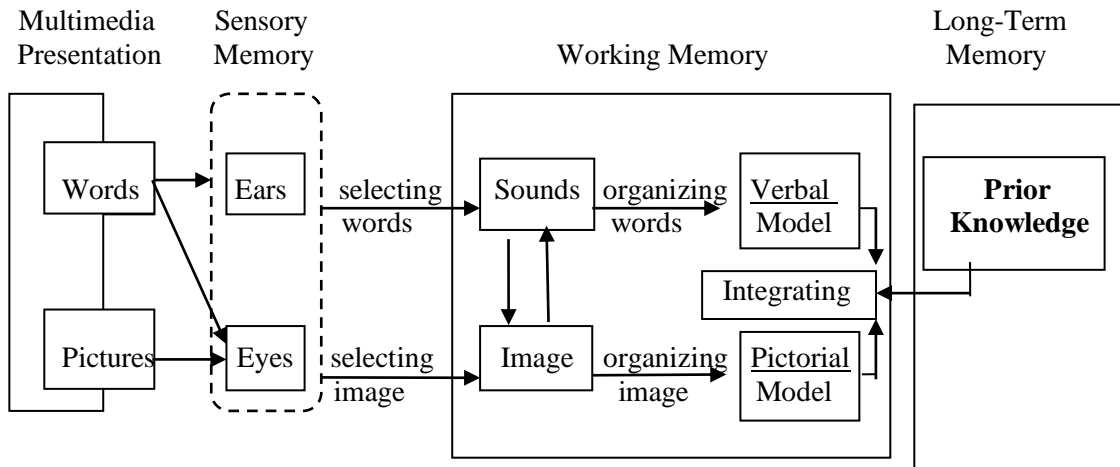 Multimedia
Presentation
Sensory
Memory
Working Memory
Long-Term
Memory
Words
Pictures
Ears
Eyes
selecting
words
selecting
image
Sounds
Image
organizing
words
organizing
image
Verbal
Model
Integrating
Pictorial
Model
Prior
Knowledge